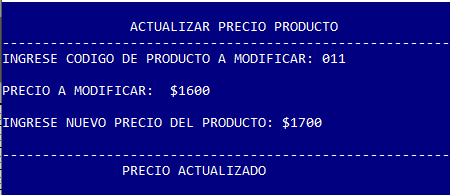 ACTUALIZAR PRECIO PRODUCTO
--------------------------------------------------------
INGRESE CODIGO DE PRODUCTO A MODIFICAR: 011
PRECIO A MODIFICAR:  $1600
INGRESE NUEVO PRECIO DEL PRODUCTO: $1700
--------------------------------------------------------
PRECIO ACTUALIZADO